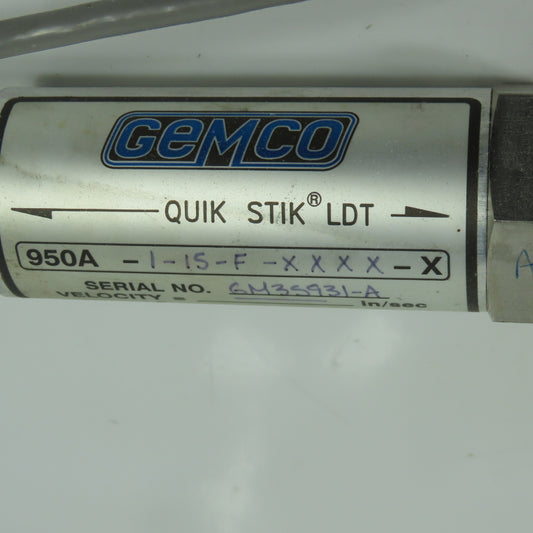 GEMCO
QUIK STIK® LDT
950A - 1-15-F-XXXX-X
SERIAL NO. GM35931-A
VELOCITY = in/sec
A